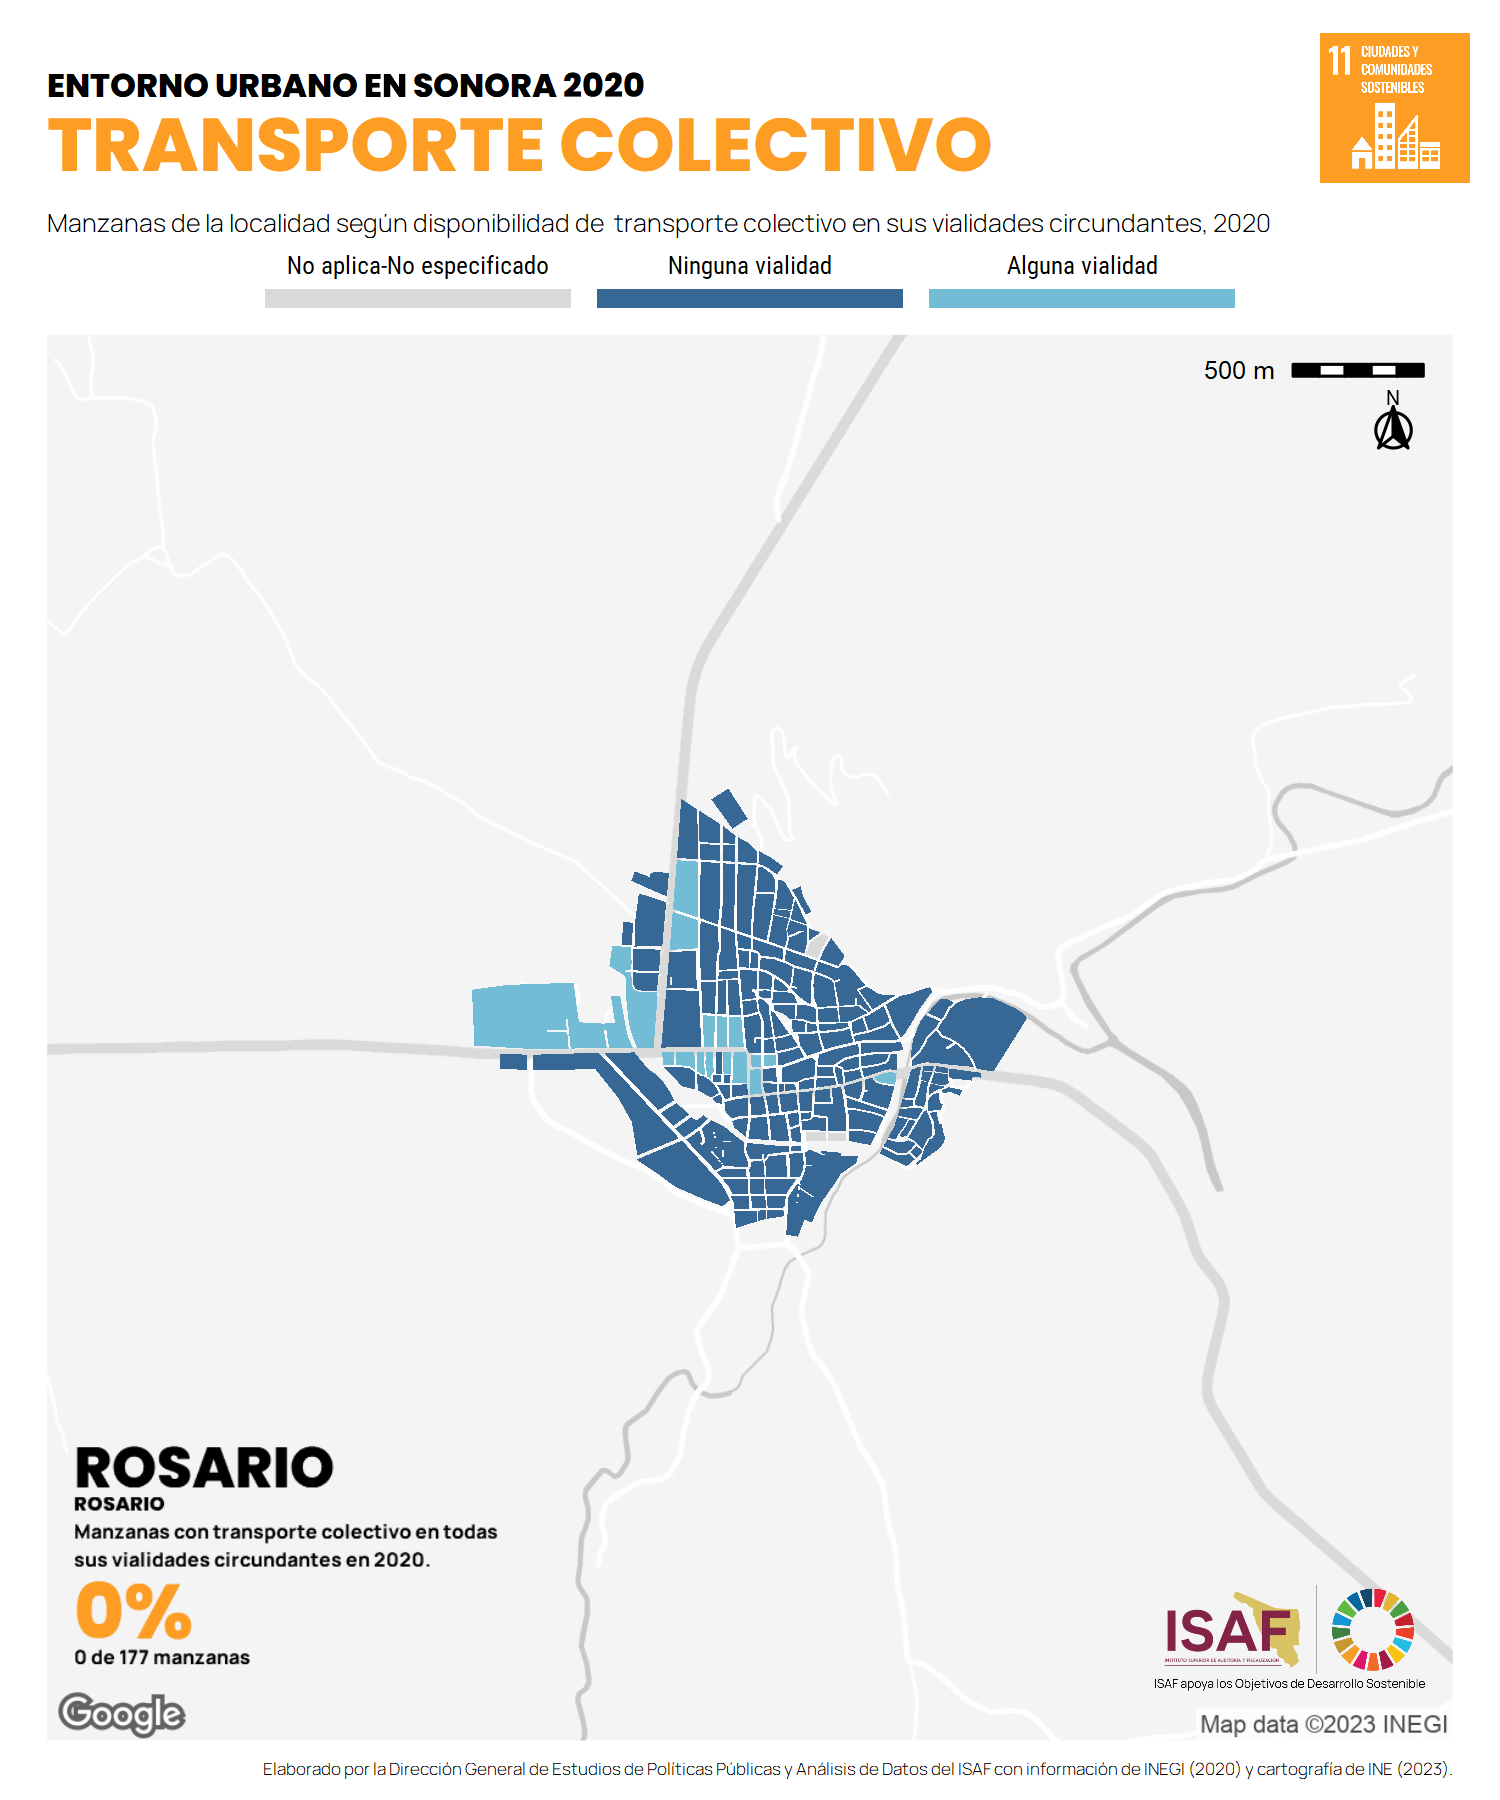 ENTORNO URBANO EN SONORA 2020
TRANSPORTE COLECTIVO
11 CIUDADES Y
COMUNIDADES
SOSTENIBLES
Manzanas de la localidad según disponibilidad de transporte colectivo en sus vialidades circundantes, 2020
No aplica-No especificado
Ninguna vialidad
Alguna vialidad
500 m
N
ROSARIO
ROSARIO
Manzanas con transporte colectivo en todas
sus vialidades circundantes en 2020.
0%
0 de 177 manzanas
Google
ISAF
INSTITUTO SUPERIOR DE AUDITORÍA Y FISCALIZACIÓN
ISAF apoya los Objetivos de Desarrollo Sostenible
Map data ©2023 INEGI
Elaborado por la Dirección General de Estudios de Políticas Públicas y Análisis de Datos del ISAF con información de INEGI (2020) y cartografía de INE (2023).